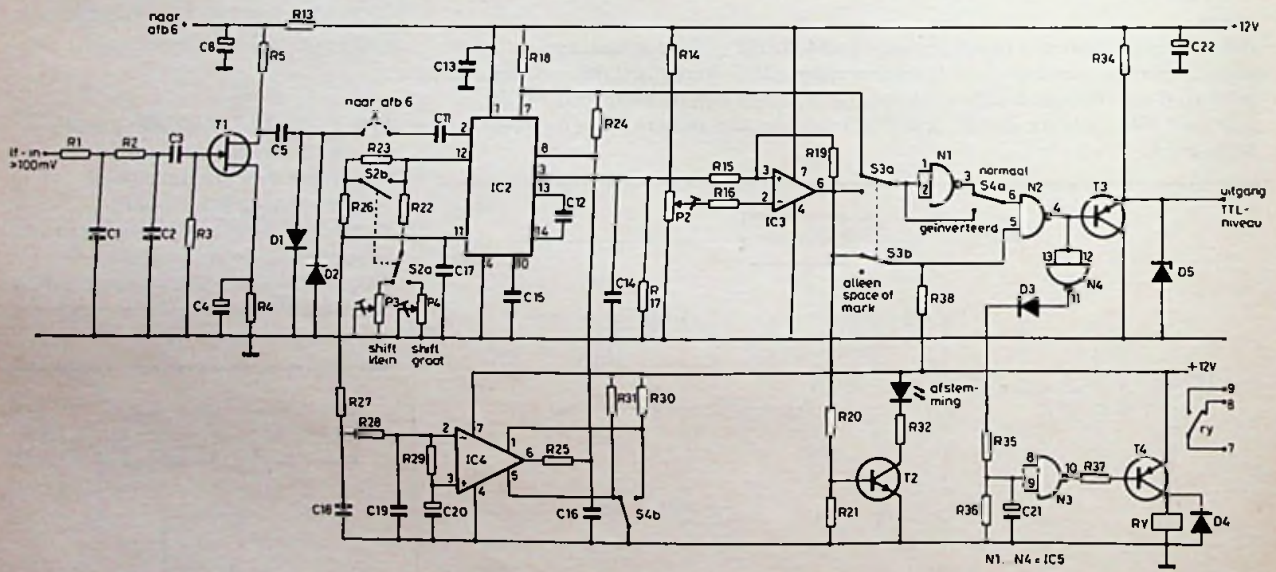 naar
afb 6
R13
+12V
C8
R5
C13
R18
R14
R34
C22
naar afb 6
C11
2
1
7
R24
lf-in
>100mV
R1
R2
C3
T1
C5
R23
12
8
S2b
IC2
3
13
C12
14
R26
R22
11
R15
3
7
6
R16
2
4
IC3
P2
R19
S3a
N1
1
2
3
normaal
S4a
6
5
N2
4
T3
uitgang
TTL-
niveau
geinverteerd
S3b
13
12
N4
11
alleen
space of
mark
D3
D5
C1
C2
R3
D1
D2
C17
S2a
4
10
C15
C14
R
17
R38
C4
R4
P3
P4
shift
klein
shift
groot
+12V
R27
R28
R29
2
7
1
IC4
6
3
5
4
R25
R31
R30
afstem-
ming
R32
R20
T2
R35
9
8
ry
7
T4
8
9
10
R37
N3
C18
C19
C20
C16
S4b
R21
R36
C21
RY
D4
N1...N4 = IC5